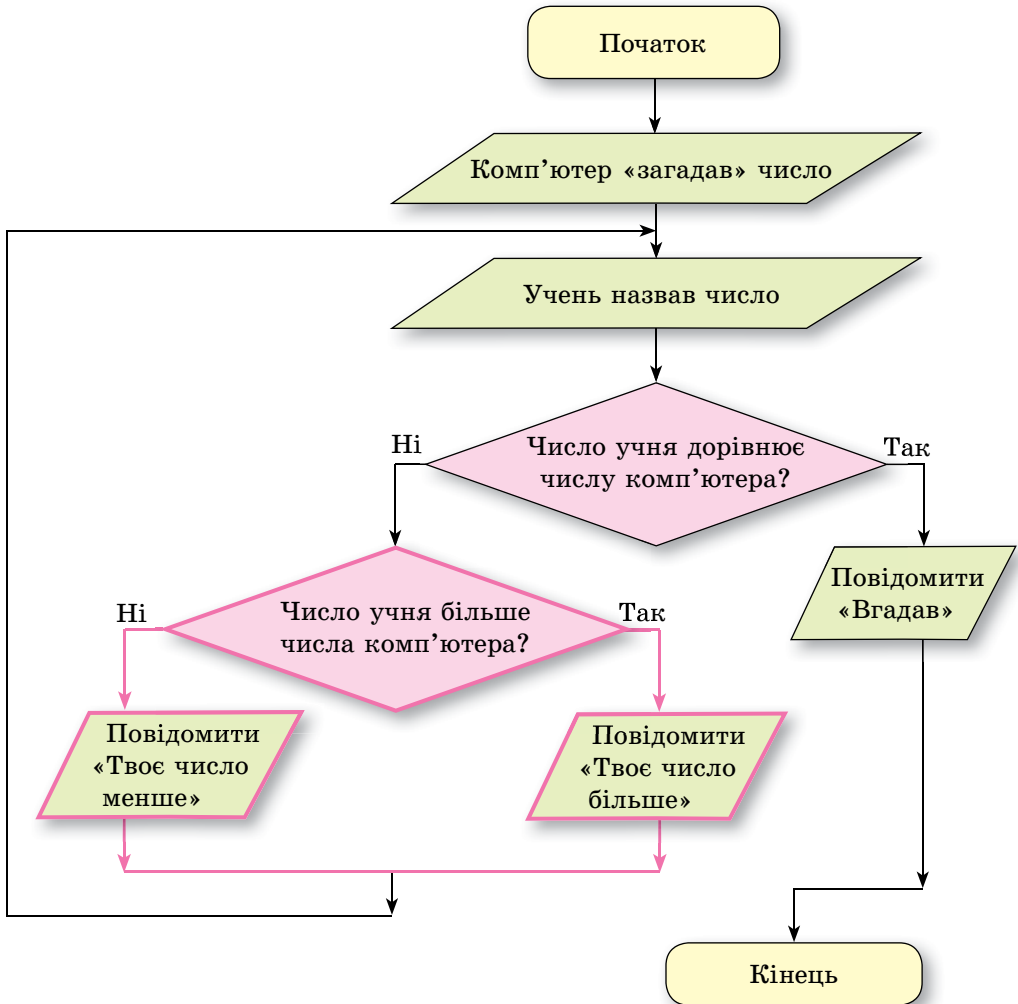 Початок
Комп’ютер «загадав» число
Учень назвав число
Ні
Число учня дорівнює
числу комп’ютера?
Так
Повідомити
«Вгадав»
Ні
Число учня більше
числа комп’ютера?
Так
Повідомити
«Твоє число
менше»
Повідомити
«Твоє число
більше»
Кінець